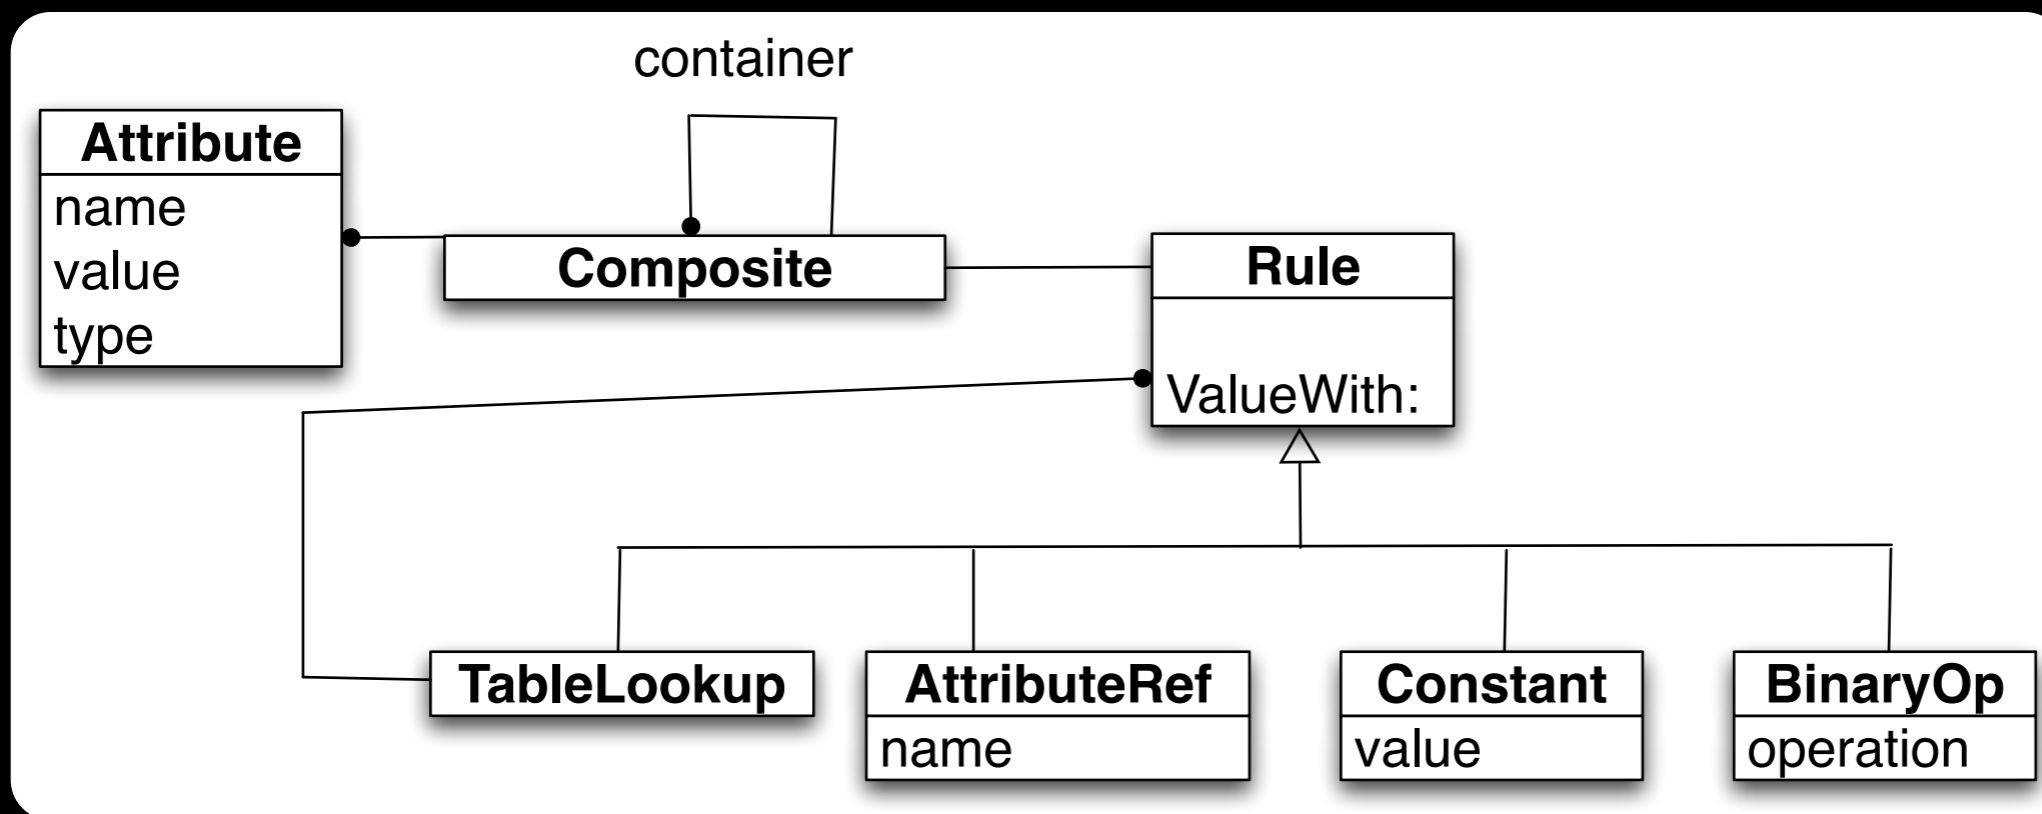 container
Attribute
name
value
type
Composite
Rule
ValueWith:
TableLookup
AttributeRef
name
Constant
value
BinaryOp
operation